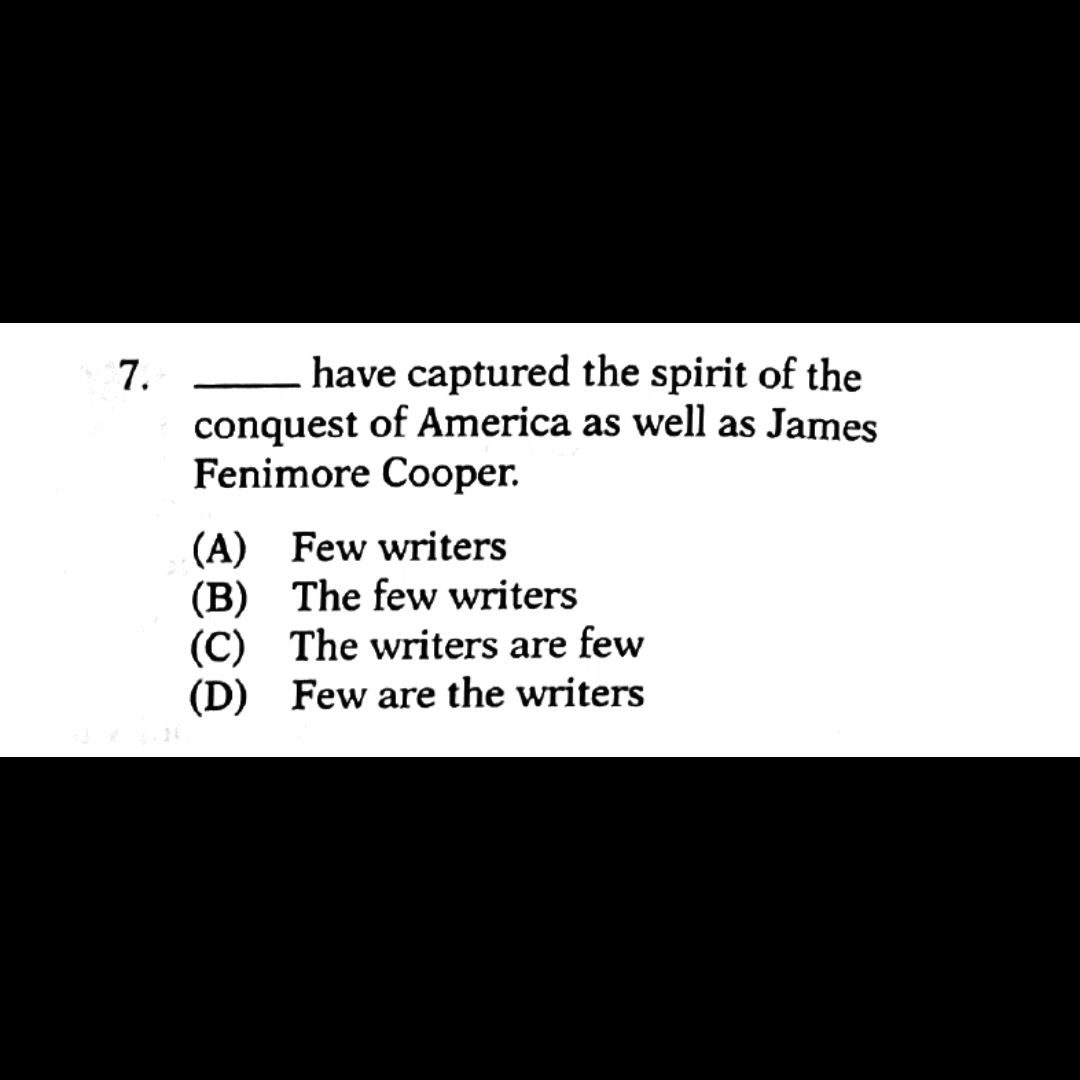 7. _____ have captured the spirit of the
conquest of America as well as James
Fenimore Cooper.
(A) Few writers
(B) The few writers
(C) The writers are few
(D) Few are the writers